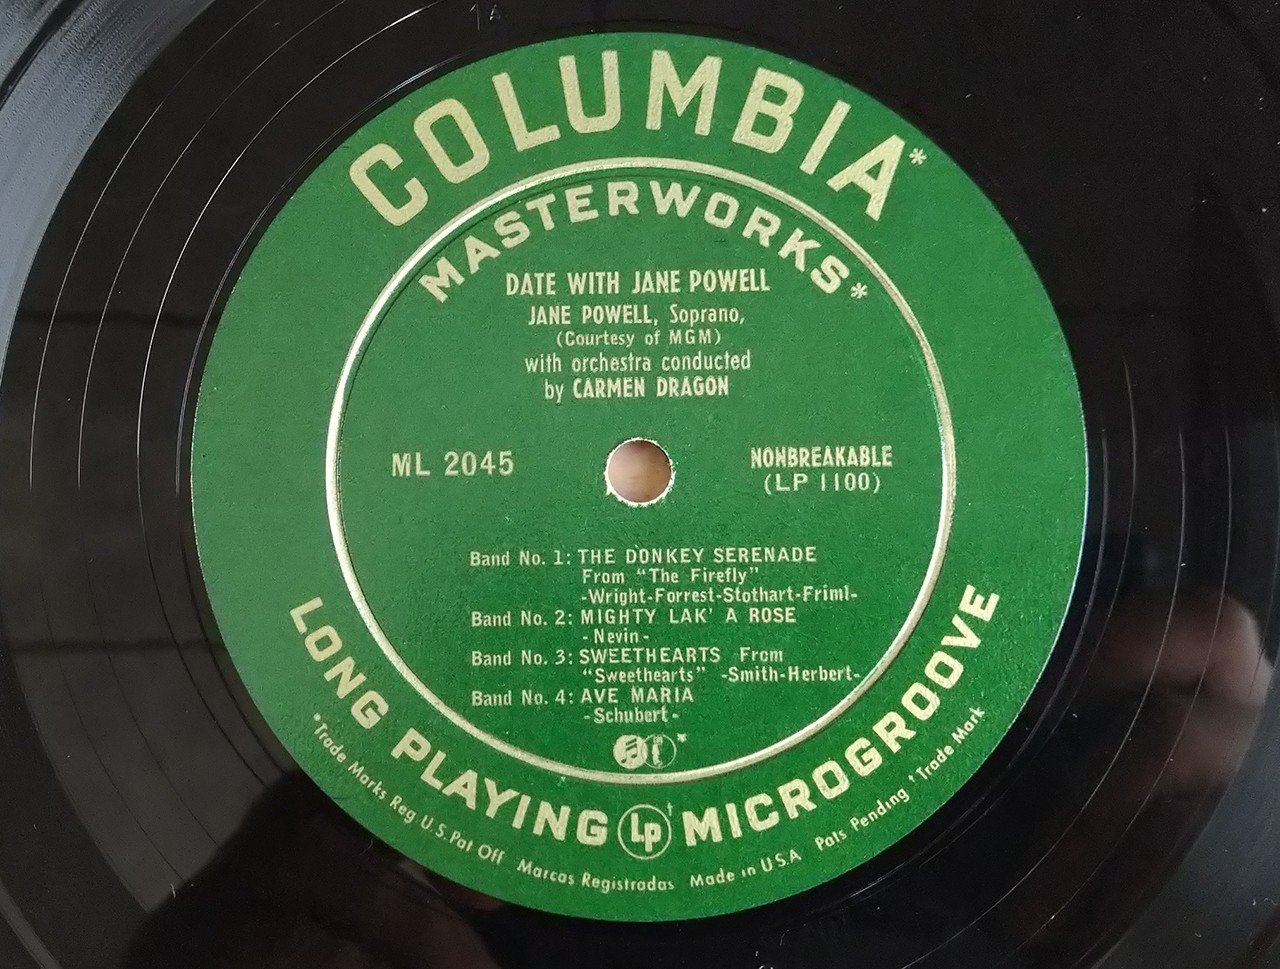 1A
COLUMBIA*
MASTERWORKS*
DATE WITH JANE POWELL
JANE POWELL, Soprano,
(Courtesy of MGM)
with orchestra conducted
by CARMEN DRAGON
ML 2045
NONBREAKABLE
(LP 1100)
Band No. 1: THE DONKEY SERENADE
From "The Firefly"
-Wright-Forrest-Stothart-Friml-
Band No. 2: MIGHTY LAK' A ROSE
-Nevin-
Band No. 3: SWEETHEARTS From
"Sweethearts" -Smith-Herbert-
Band No. 4: AVE MARIA
-Schubert-
LONG PLAYING Lp MICROGROOVE
*Trade Marks Reg U.S. Pat Off Marcas Registradas Made in U.S.A Pats Pending ' Trade Mark